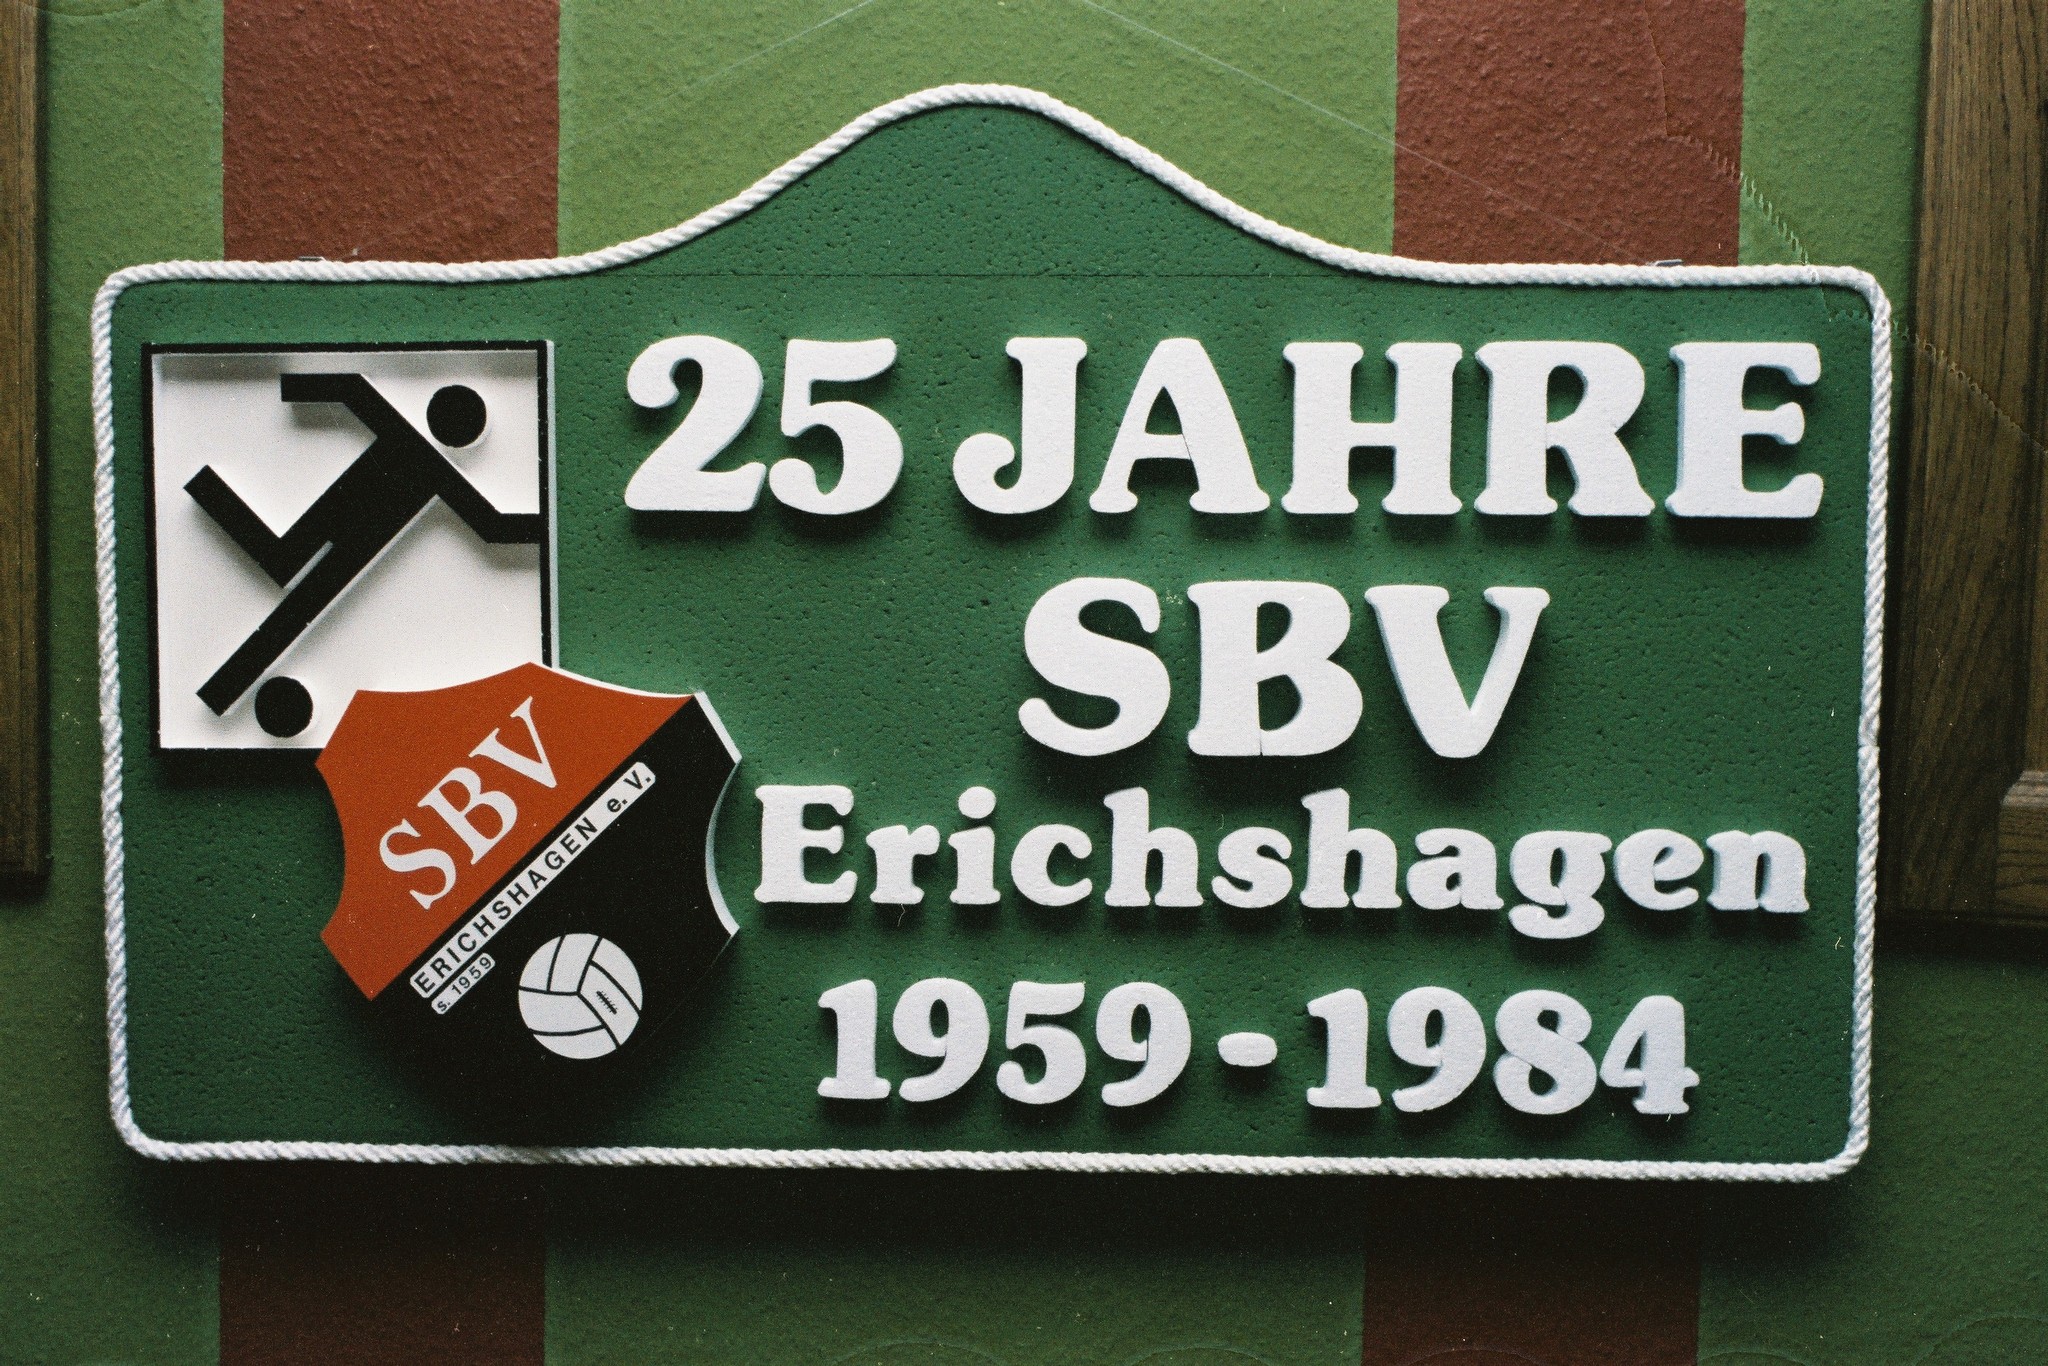 25 JAHRE
SBV
Erichshagen
1959-1984
SBV
ERICHSHAGEN e. V.
s. 1959